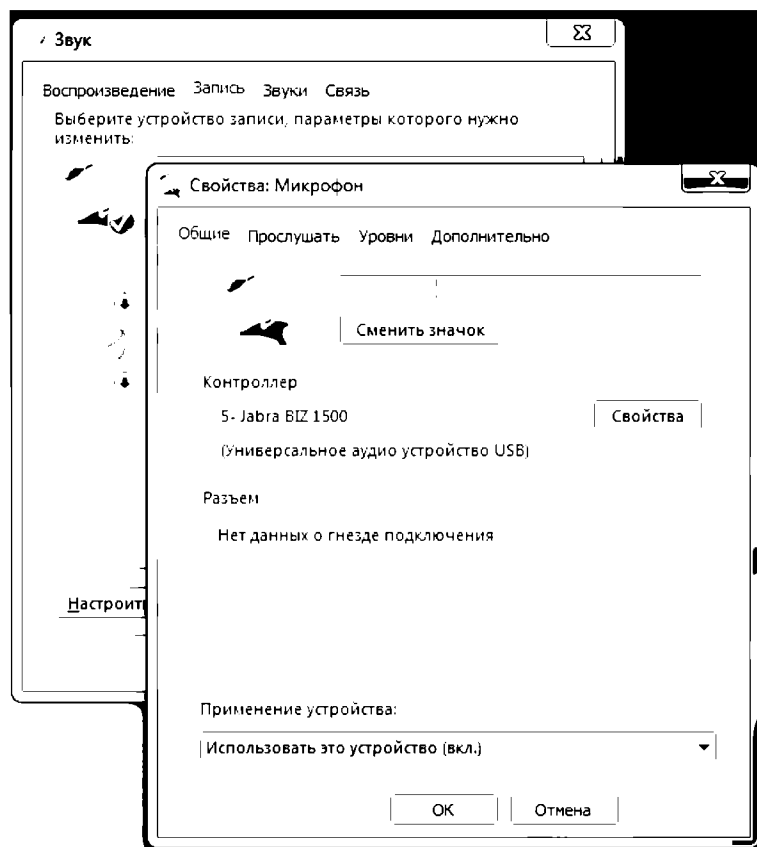 Звук
Воспроизведение Запись Звуки Связь
Выберите устройство записи, параметры которого нужно
изменить:
Свойства: Микрофон
Общие Прослушать Уровни Дополнительно
Сменить значок
Контроллер
5- Jabra BIZ 1500 Свойства
(Универсальное аудио устройство USB)
Разъем
Нет данных о гнезде подключения
Настроить
Применение устройства:
Использовать это устройство (вкл.)
ОК Отмена